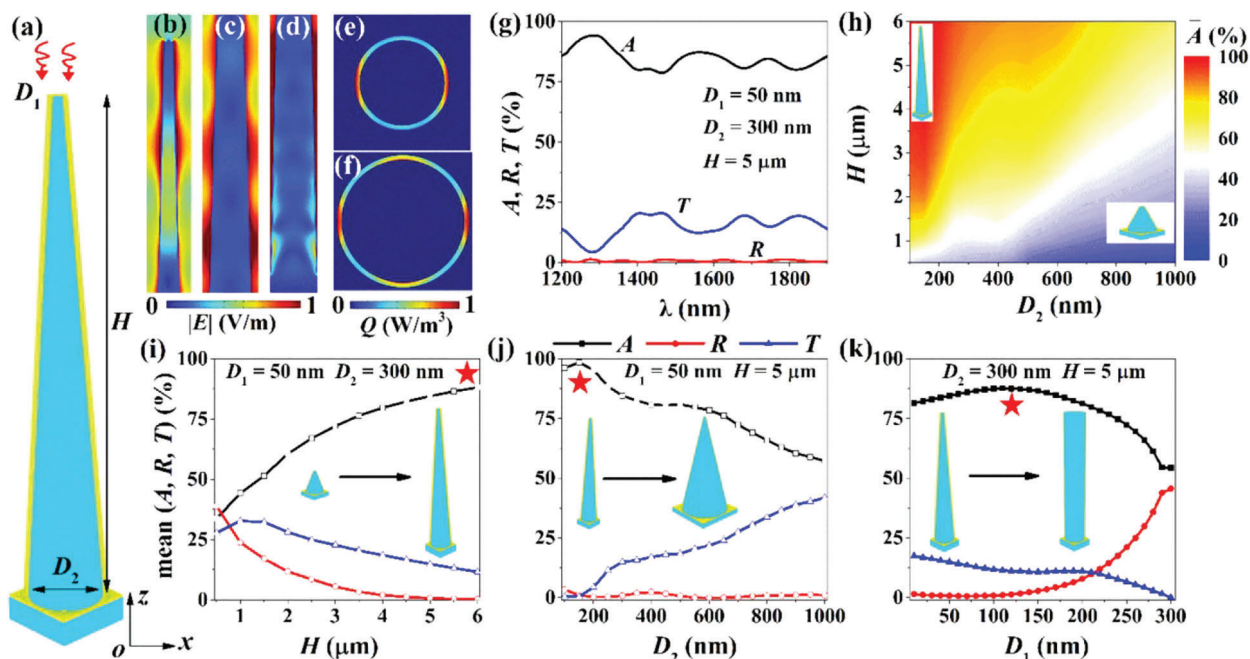 (a)
D₁
H
D₂
z
o
x
(b)
(c)
(d)
(e)
(f)
0
1
|E| (V/m)
0
1
Q (W/m³)
(g)
A, R, T (%)
100
75
50
25
0
A
D₁ = 50 nm
D₂ = 300 nm
H = 5 μm
T
R
1200
1400
1600
1800
λ (nm)
(h)
H (μm)
6
5
4
3
2
1
200
400
600
800
1000
D₂ (nm)
A̅ (%)
100
80
60
40
20
0
A
R
T
(i)
mean (A, R, T) (%)
100
75
50
25
0
D₁ = 50 nm D₂ = 300 nm
1
2
3
4
5
6
H (μm)
(j)
100
75
50
25
0
D₁ = 50 nm H = 5 μm
200
400
600
800
1000
D₂ (nm)
(k)
100
75
50
25
0
D₂ = 300 nm H = 5 μm
0
50
100
150
200
250
300
D₁ (nm)